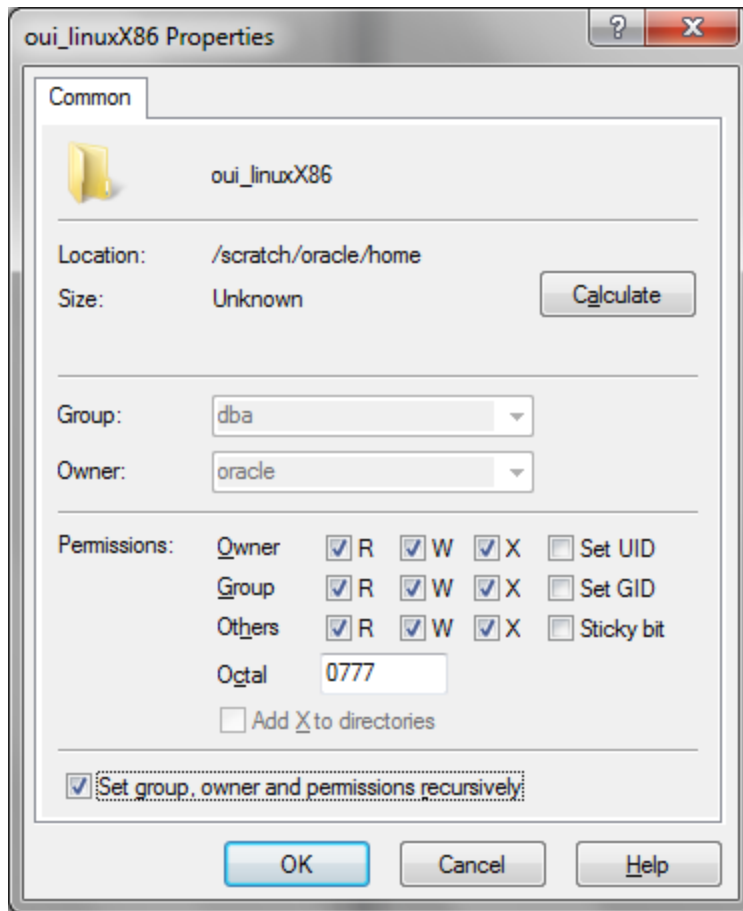 oui_linuxX86 Properties
?
X
Common
oui_linuxX86
Location: /scratch/oracle/home
Size: Unknown
Calculate
Group: dba
Owner: oracle
Permissions: Owner R W X Set UID
Group R W X Set GID
Others R W X Sticky bit
Octal 0777
Add X to directories
Set group, owner and permissions recursively
OK Cancel Help